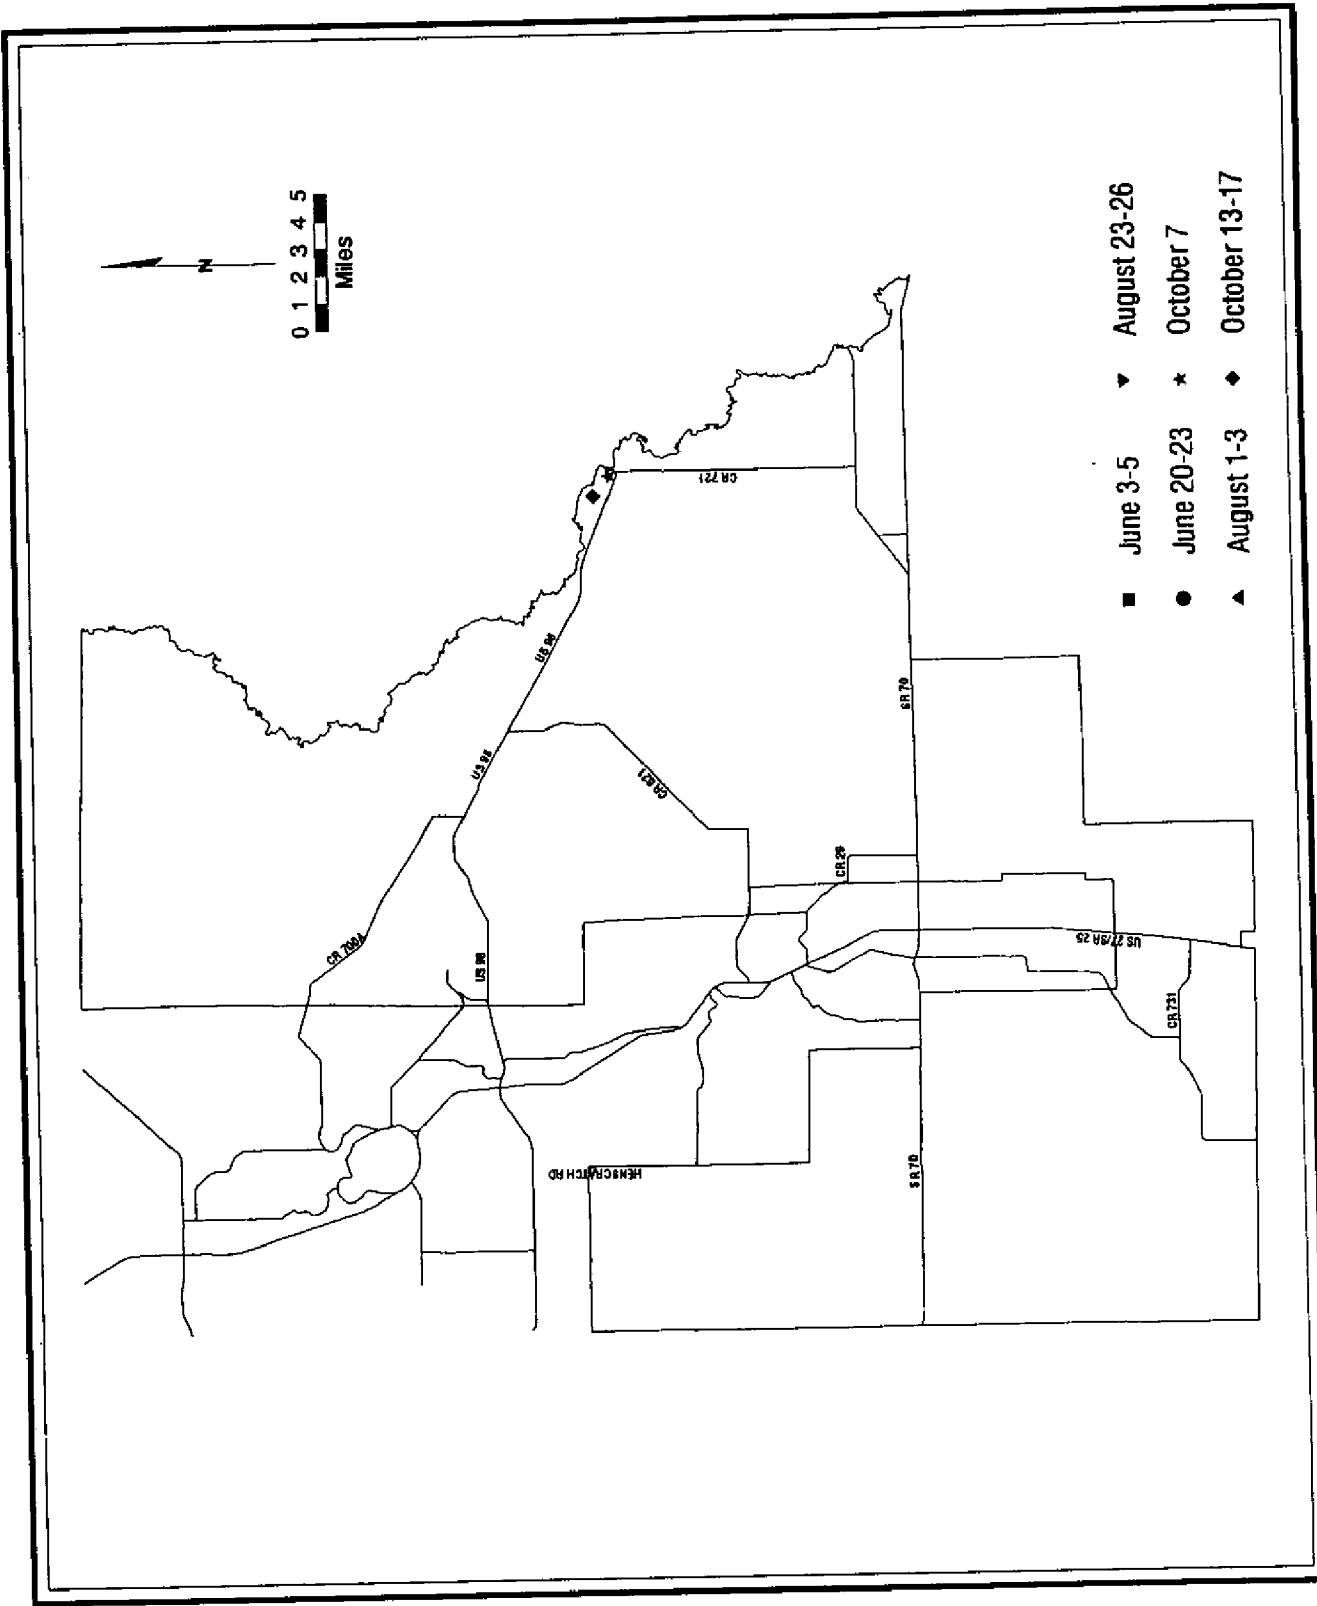 N
0 1 2 3 4 5
Miles
CR 721
US 98
US 98
CR 621
SR 70
CR 29
CR 700A
US 98
US 27/SR 25
CR 731
HENSCRATCH RD
SR 70
June 3-5
August 23-26
June 20-23
October 7
August 1-3
October 13-17